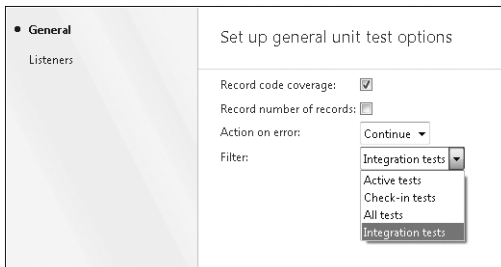 General
Listeners
Set up general unit test options
Record code coverage:
Record number of records:
Action on error: Continue
Filter: Integration tests
Active tests
Check-in tests
All tests
Integration tests